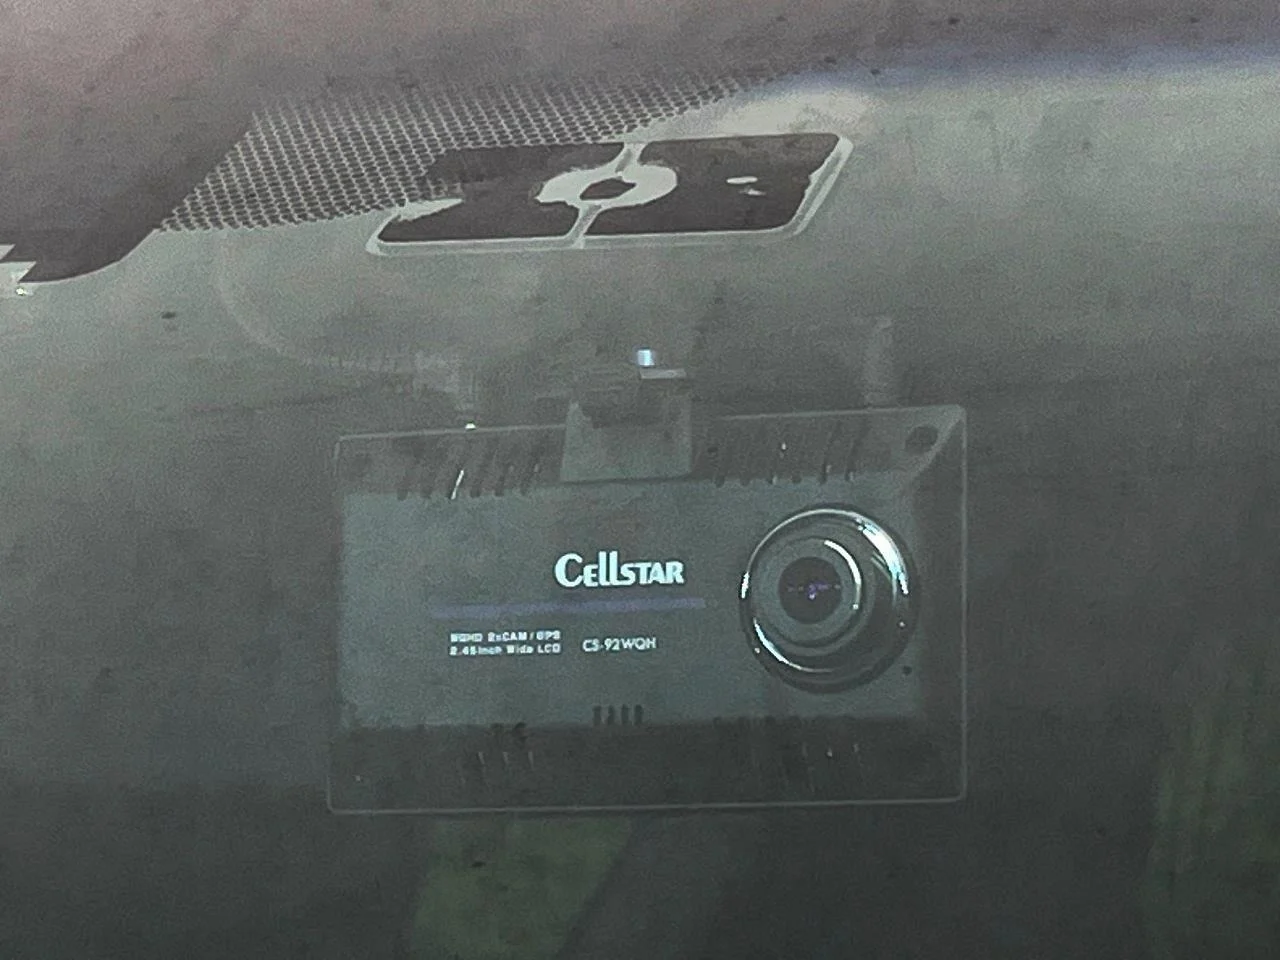 CELLSTAR
WQHD 2xCAM / GPS
2.45inch Wide LCD
CS-92WQH